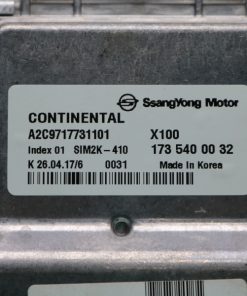 SsangYong Motor
CONTINENTAL
A2C9717731101 X100
Index 01 SIM2K-410 173 540 00 32
K 26.04.17/6 0031 Made in Korea